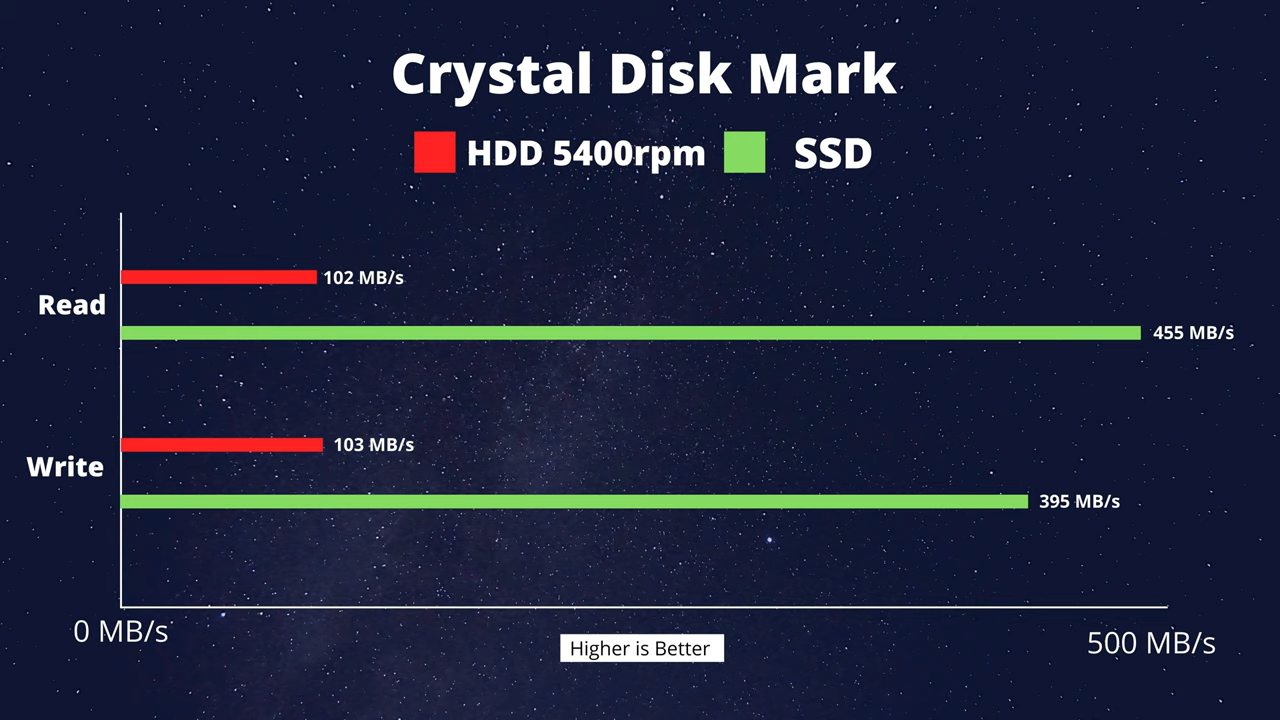 Crystal Disk Mark
HDD 5400rpm SSD
102 MB/s
Read
455 MB/s
103 MB/s
Write
395 MB/s
0 MB/s
500 MB/s
Higher is Better